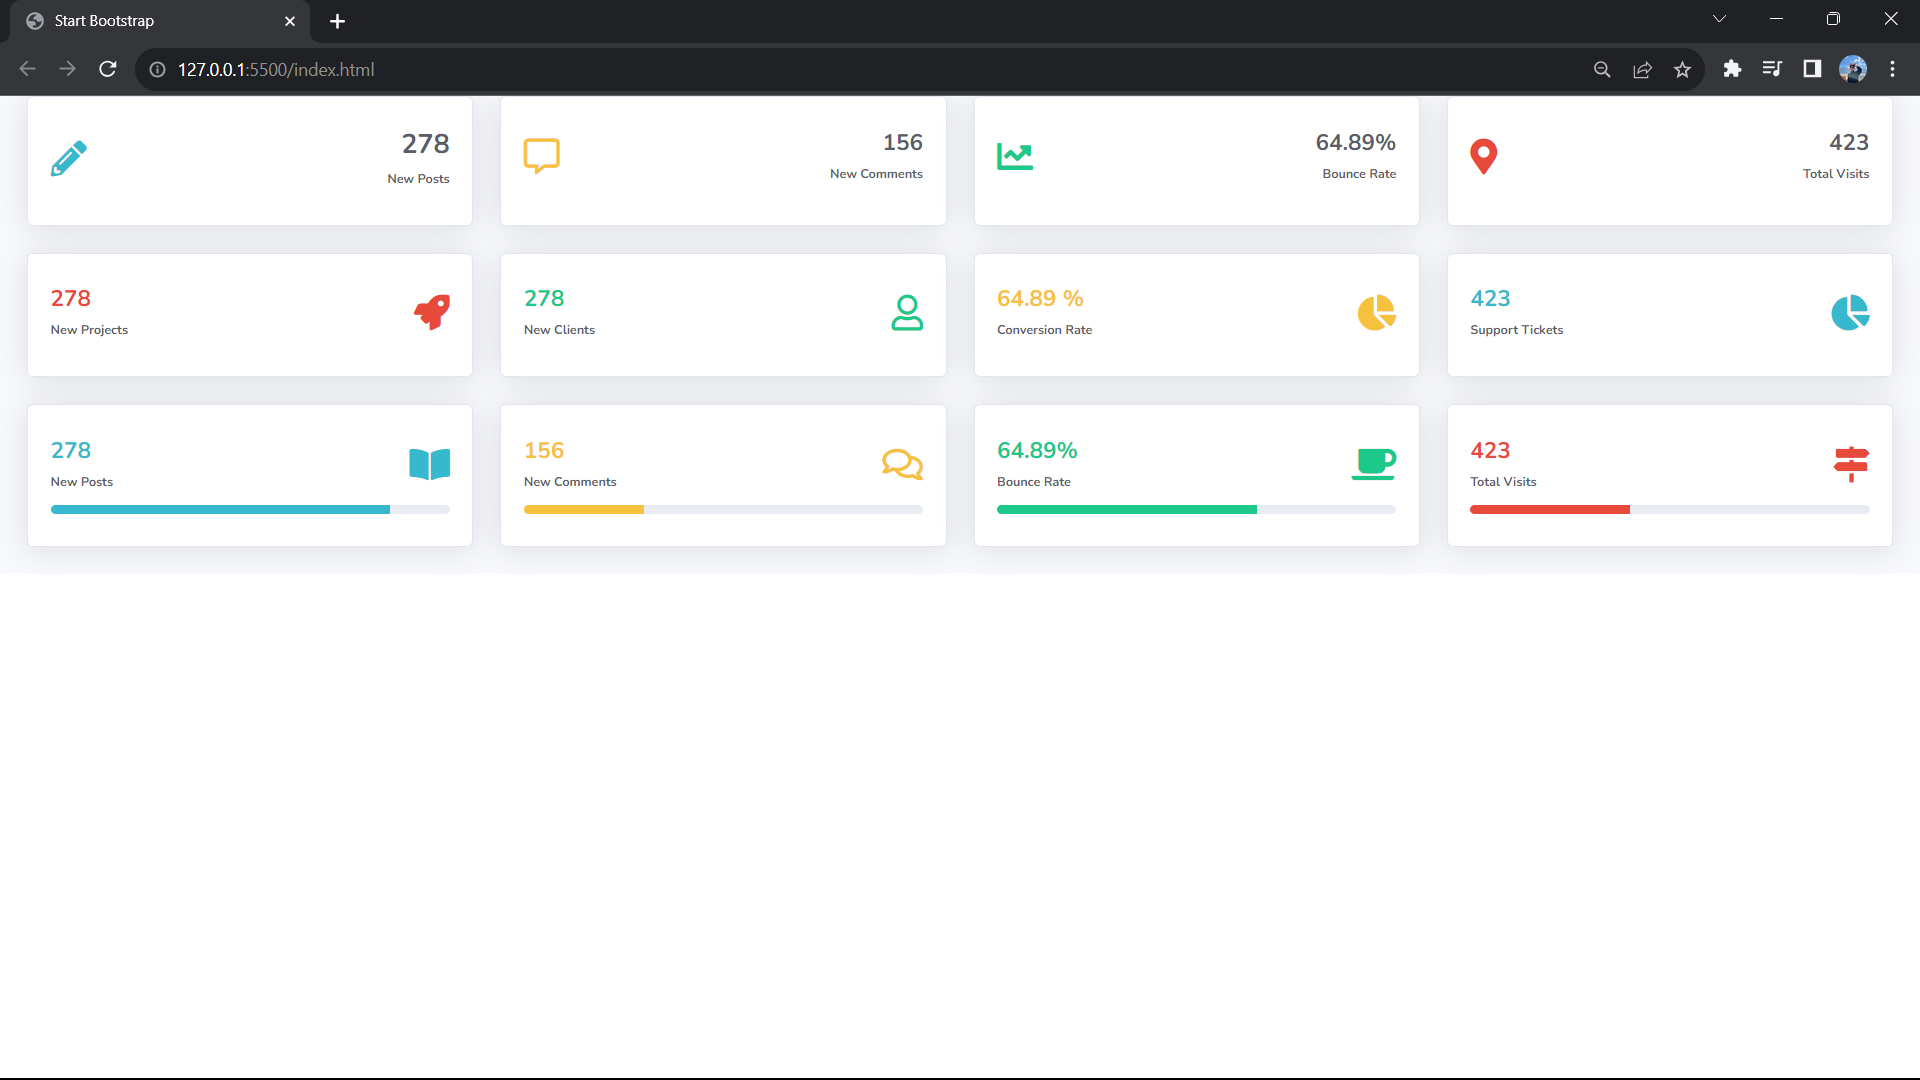 Start Bootstrap
127.0.0.1:5500/index.html
278
New Posts
156
New Comments
64.89%
Bounce Rate
423
Total Visits
278
New Projects
278
New Clients
64.89 %
Conversion Rate
423
Support Tickets
278
New Posts
156
New Comments
64.89%
Bounce Rate
423
Total Visits